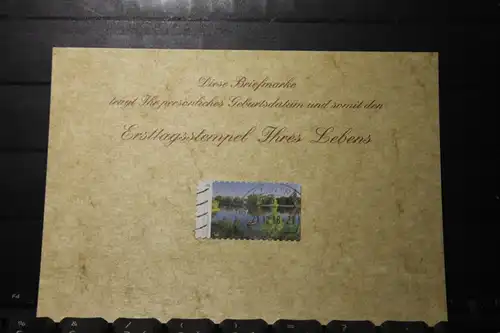 Diese Briefmarke
trägt Ihr persönliches Geburtsdatum und somit den
Ersttagsstempel Ihres Lebens